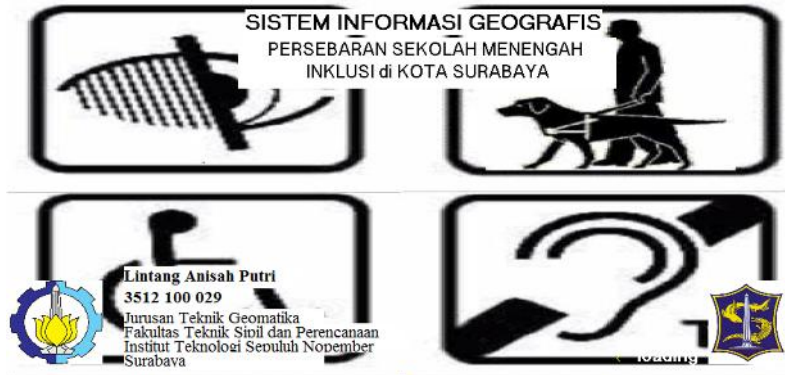 SISTEM INFORMASI GEOGRAFIS
PERSEBARAN SEKOLAH MENENGAH
INKLUSI di KOTA SURABAYA
Lintang Anisah Putri
3512 100 029
Jurusan Teknik Geomatika
Fakultas Teknik Sipil dan Perencanaan
Institut Teknologi Sepuluh Nopember
Surabaya
loading